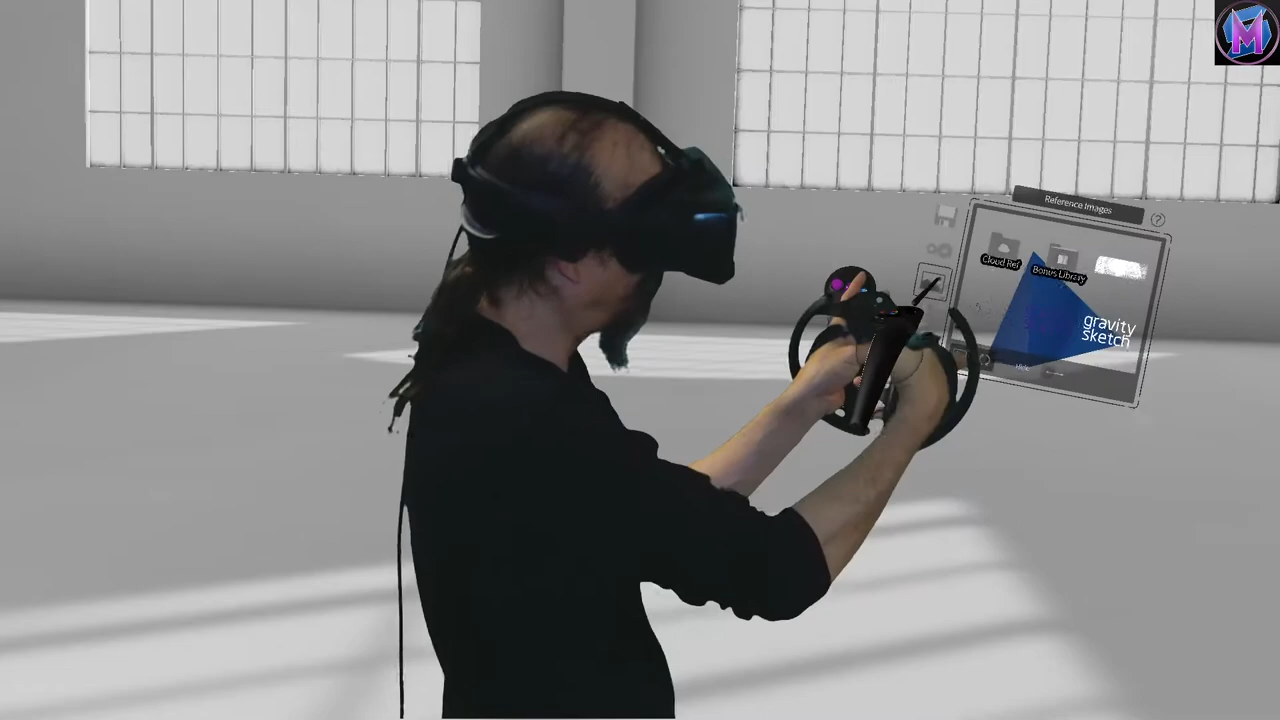 M
Reference Images
?
Cloud Ref
Bonus Library
gravity
sketch